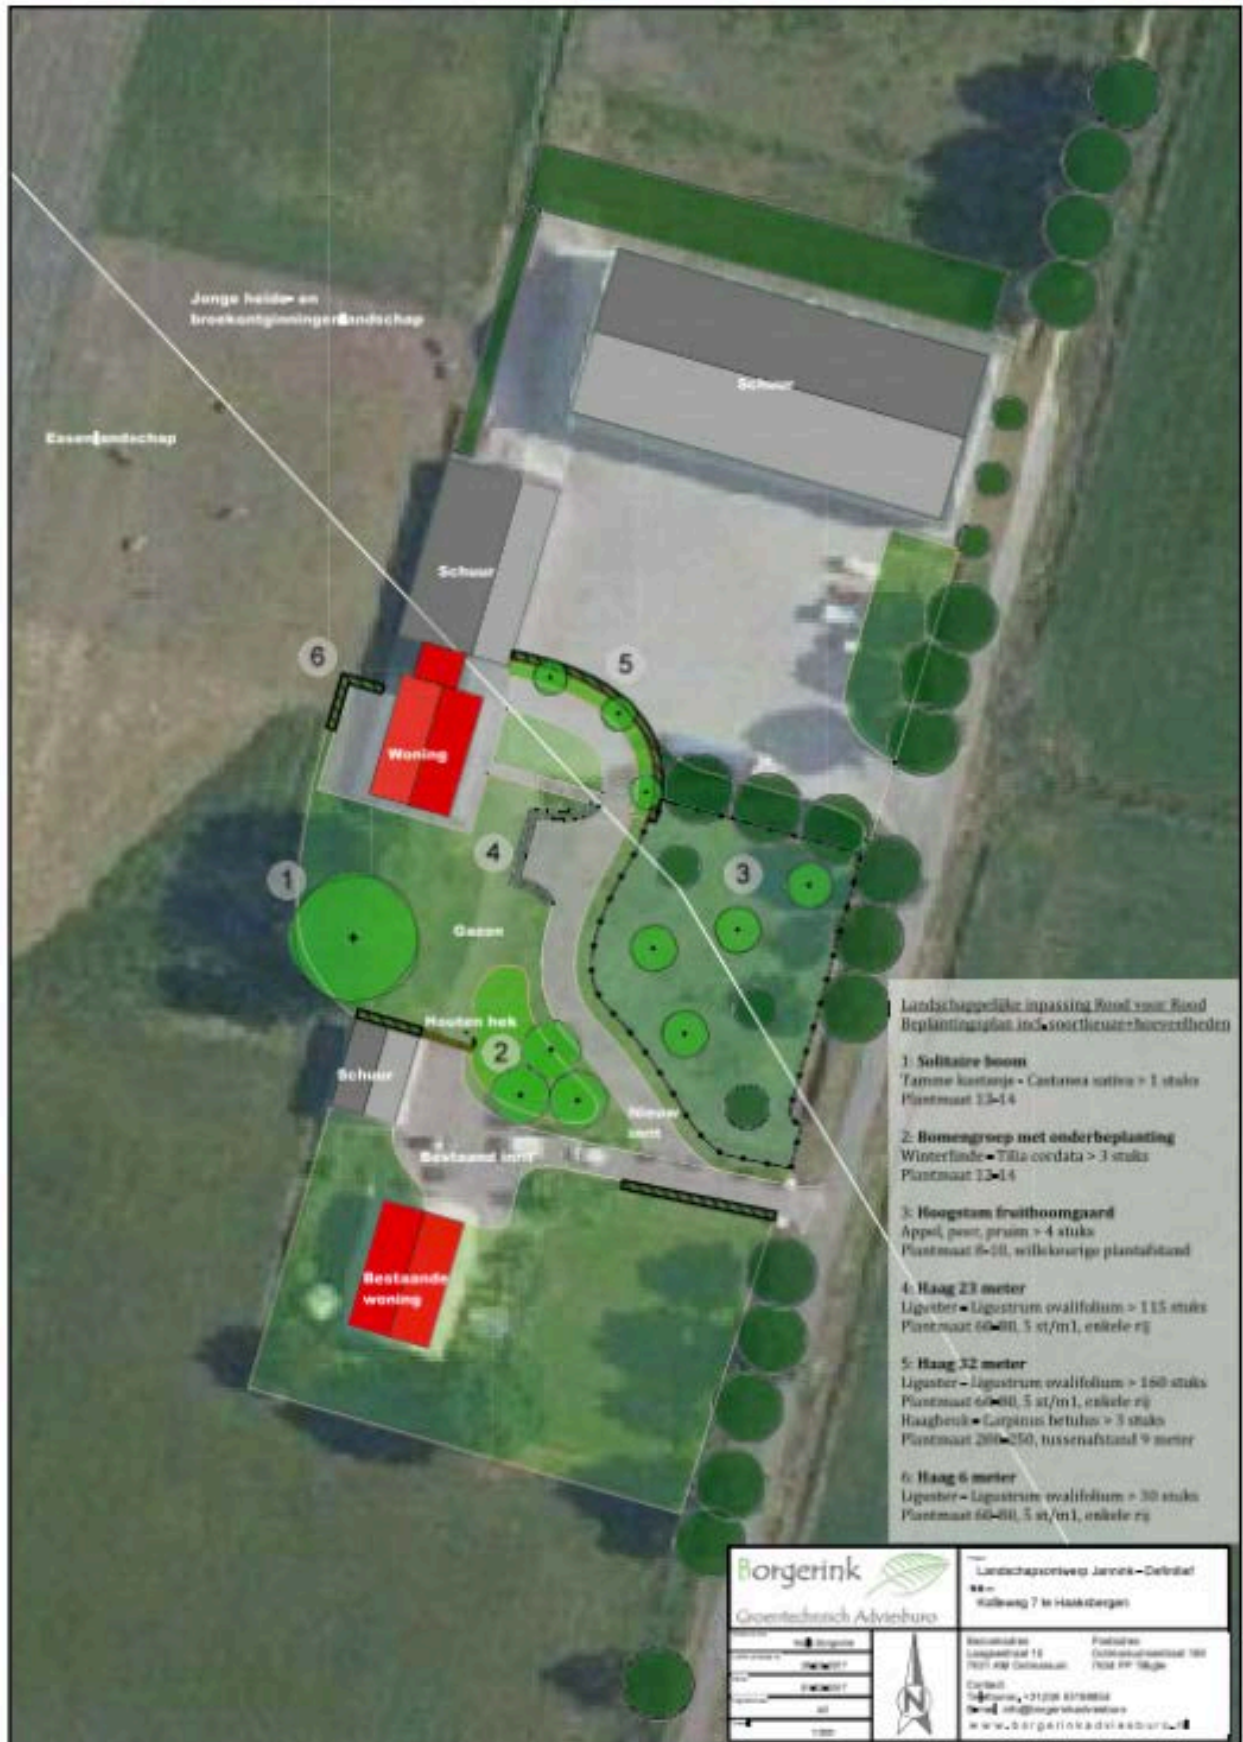 Jonge heide- en
broekontginningenlandschap
Essenlandschap
Schuur
Schuur
6
5
Woning
4
3
1
Gazon
Houten hek
2
Schuur
Nieuw
inrit
Bestaand inrit
Bestaande
woning
Landschappelijke inpassing Rood voor Rood
Beplantingsplan incl. soortkeuze+hoeveelheden
1: Solitaire boom
Tamme kastanje - Castanea sativa > 1 stuks
Plantmaat 12-14
2: Bomengroep met onderbeplanting
Winterlinde - Tilia cordata > 3 stuks
Plantmaat 12-14
3: Hoogstam fruitboomgaard
Appel, peer, pruim > 4 stuks
Plantmaat 8-10, willekeurige plantafstand
4: Haag 23 meter
Liguster - Ligustrum ovalifolium > 115 stuks
Plantmaat 60-80, 5 st/m1, enkele rij
5: Haag 32 meter
Liguster - Ligustrum ovalifolium > 160 stuks
Plantmaat 60-80, 5 st/m1, enkele rij
Haagbeuk - Carpinus betulus > 3 stuks
Plantmaat 200-250, tussenafstand 9 meter
6: Haag 6 meter
Liguster - Ligustrum ovalifolium > 30 stuks
Plantmaat 60-80, 5 st/m1, enkele rij
Borgerink
Groentechnisch Adviesburo
Landschapsontwerp Jannink - Definitief
Kolleweg 7 te Haaksbergen
N
Contact
www.borgerinkadviesburo.nl